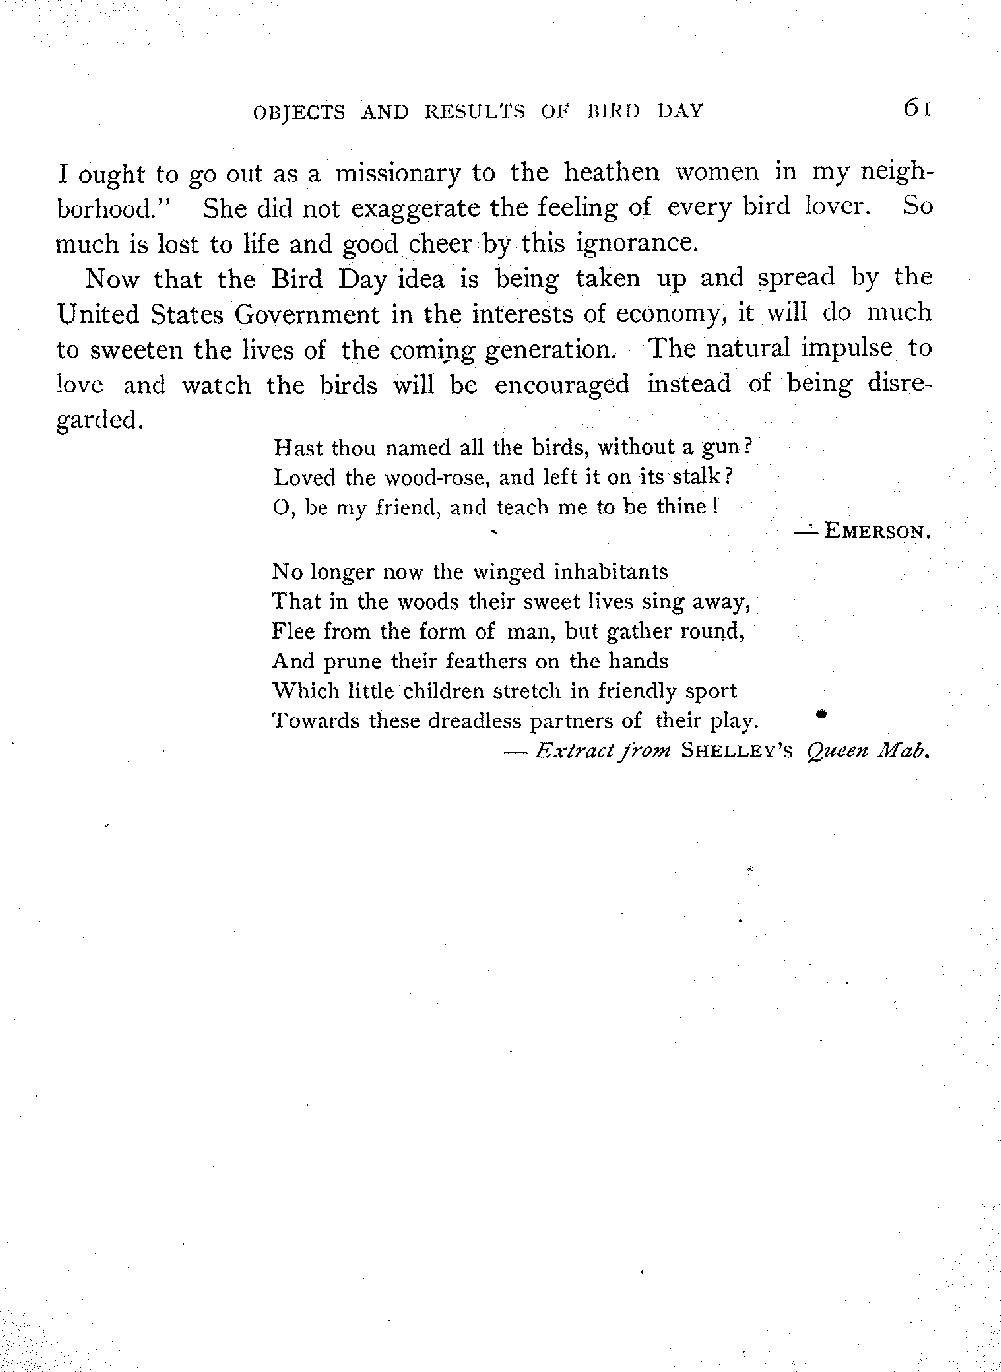 OBJECTS AND RESULTS OF BIRD DAY 61
I ought to go out as a missionary to the heathen women in my neigh-
borhood." She did not exaggerate the feeling of every bird lover. So
much is lost to life and good cheer by this ignorance.
Now that the Bird Day idea is being taken up and spread by the
United States Government in the interests of economy, it will do much
to sweeten the lives of the coming generation. The natural impulse to
love and watch the birds will be encouraged instead of being disre-
garded.
Hast thou named all the birds, without a gun?
Loved the wood-rose, and left it on its stalk?
O, be my friend, and teach me to be thine!
— EMERSON.
No longer now the winged inhabitants
That in the woods their sweet lives sing away,
Flee from the form of man, but gather round,
And prune their feathers on the hands
Which little children stretch in friendly sport
Towards these dreadless partners of their play.
— Extract from SHELLEY'S Queen Mab.